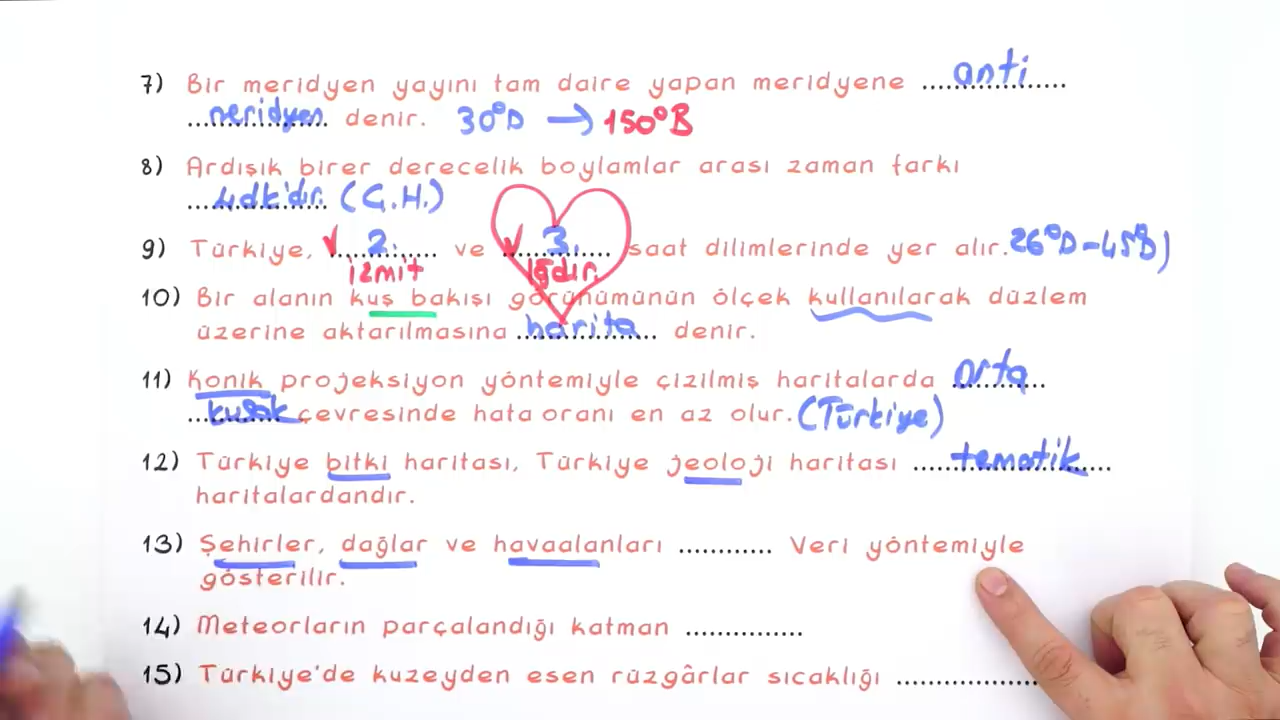 7) Bir meridyen yayını tam daire yapan meridyene ....anti....
....neridyen.... denir. 30°D → 150°B
8) Ardışık birer derecelik boylamlar arası zaman farkı
....4dk'dır.... (G.H.)
9) Türkiye, √....2.... ve √....3.... saat dilimlerinde yer alır. 26°D-45°D)
izmit Iğdır.
10) Bir alanın kuş bakışı görünümünün ölçek kullanılarak düzlem
üzerine aktarılmasına ....harita.... denir.
11) Konik projeksiyon yöntemiyle çizilmiş haritalarda ....orta....
....kuşak.... çevresinde hata oranı en az olur. (Türkiye)
12) Türkiye bitki haritası, Türkiye jeoloji haritası ....tematik....
haritalardandır.
13) Şehirler, dağlar ve havaalanları ............ Veri yöntemiyle
gösterilir.
14) Meteorların parçalandığı katman ...............
15) Türkiye'de kuzeyden esen rüzgârlar sıcaklığı ..................